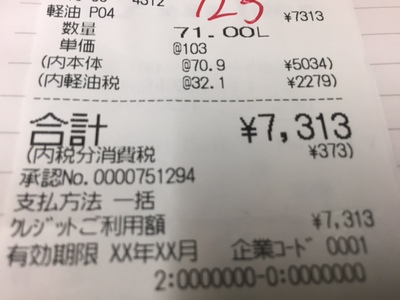 4312
軽油 P04 ¥7313
123
数量 71.00L
単価 @103
(内本体 @70.9 ¥5034)
(内軽油税 @32.1 ¥2279)
合計 ¥7,313
(内税分消費税 ¥373)
承認No.0000751294
支払方法 一括
クレジットご利用額 ¥7,313
有効期限 XX年XX月 企業コード 0001
2:0000000-0:0000000